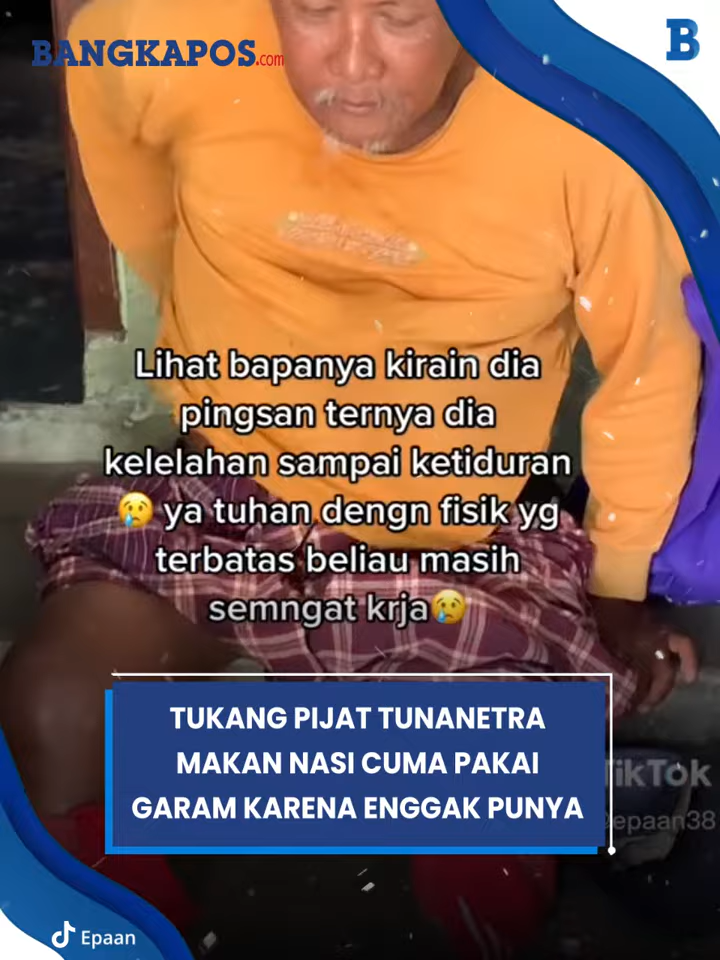 BANGKAPOS.com
B
Lihat bapanya kirain dia
pingsan ternya dia
kelelahan sampai ketiduran
😢 ya tuhan dengn fisik yg
terbatas beliau masih
semngat krja😢
TUKANG PIJAT TUNANETRA
MAKAN NASI CUMA PAKAI
GARAM KARENA ENGGAK PUNYA
TikTok
epaan38
Epaan